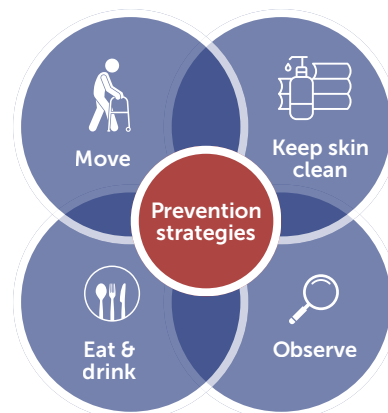 Move
Keep skin
clean
Prevention
strategies
Eat &
drink
Observe